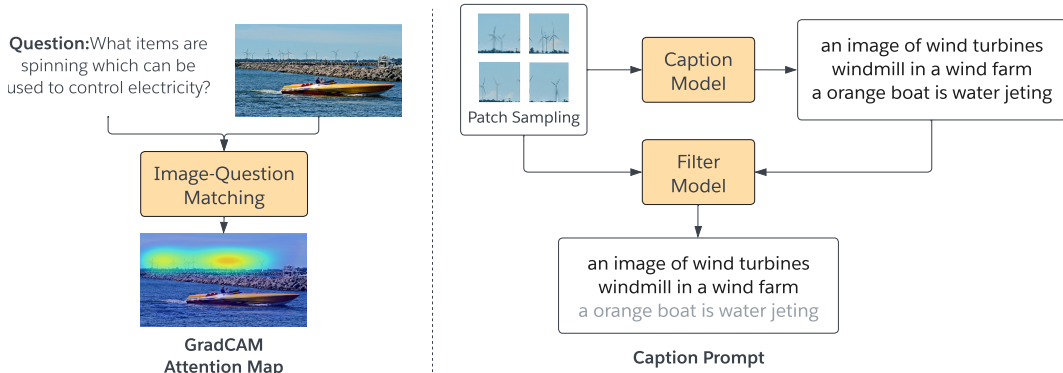 Question:What items are
spinning which can be
used to control electricity?
Image-Question
Matching
GradCAM
Attention Map
Patch Sampling
Caption
Model
an image of wind turbines
windmill in a wind farm
a orange boat is water jeting
Filter
Model
an image of wind turbines
windmill in a wind farm
a orange boat is water jeting
Caption Prompt